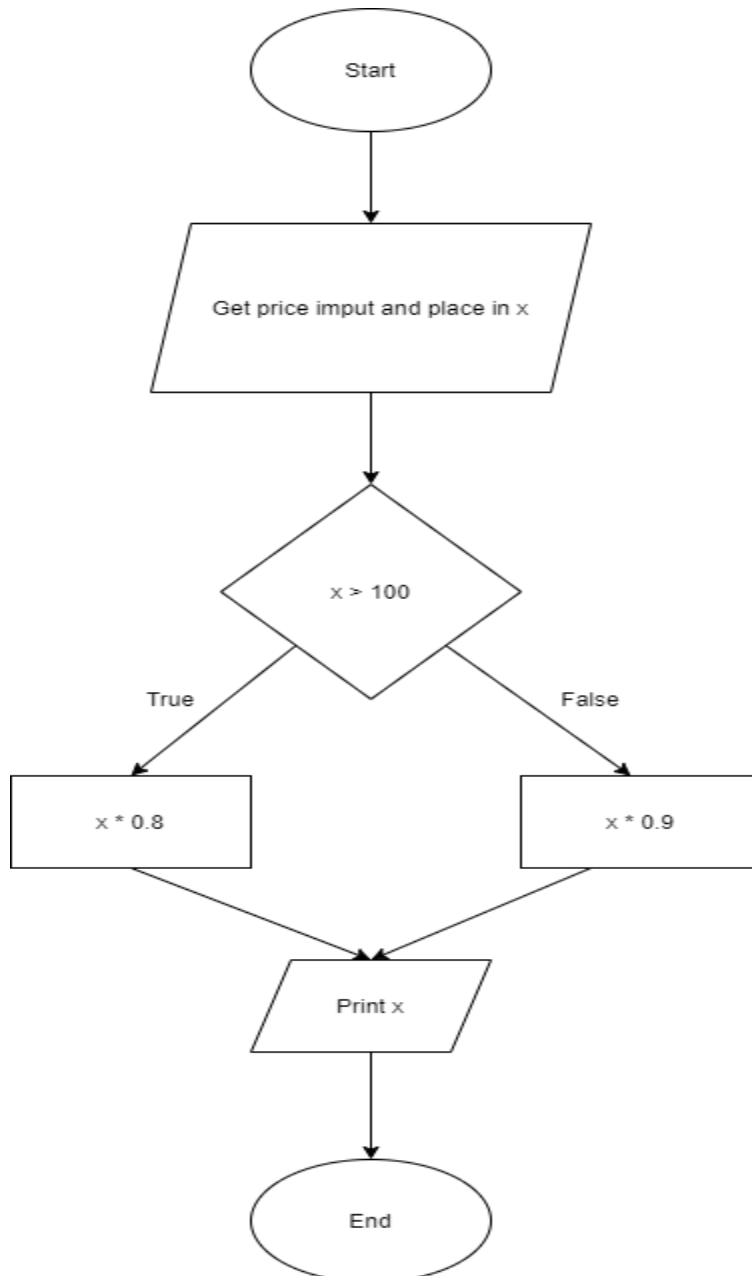 Start
Get price imput and place in x
x > 100
True
False
x * 0.8
x * 0.9
Print x
End